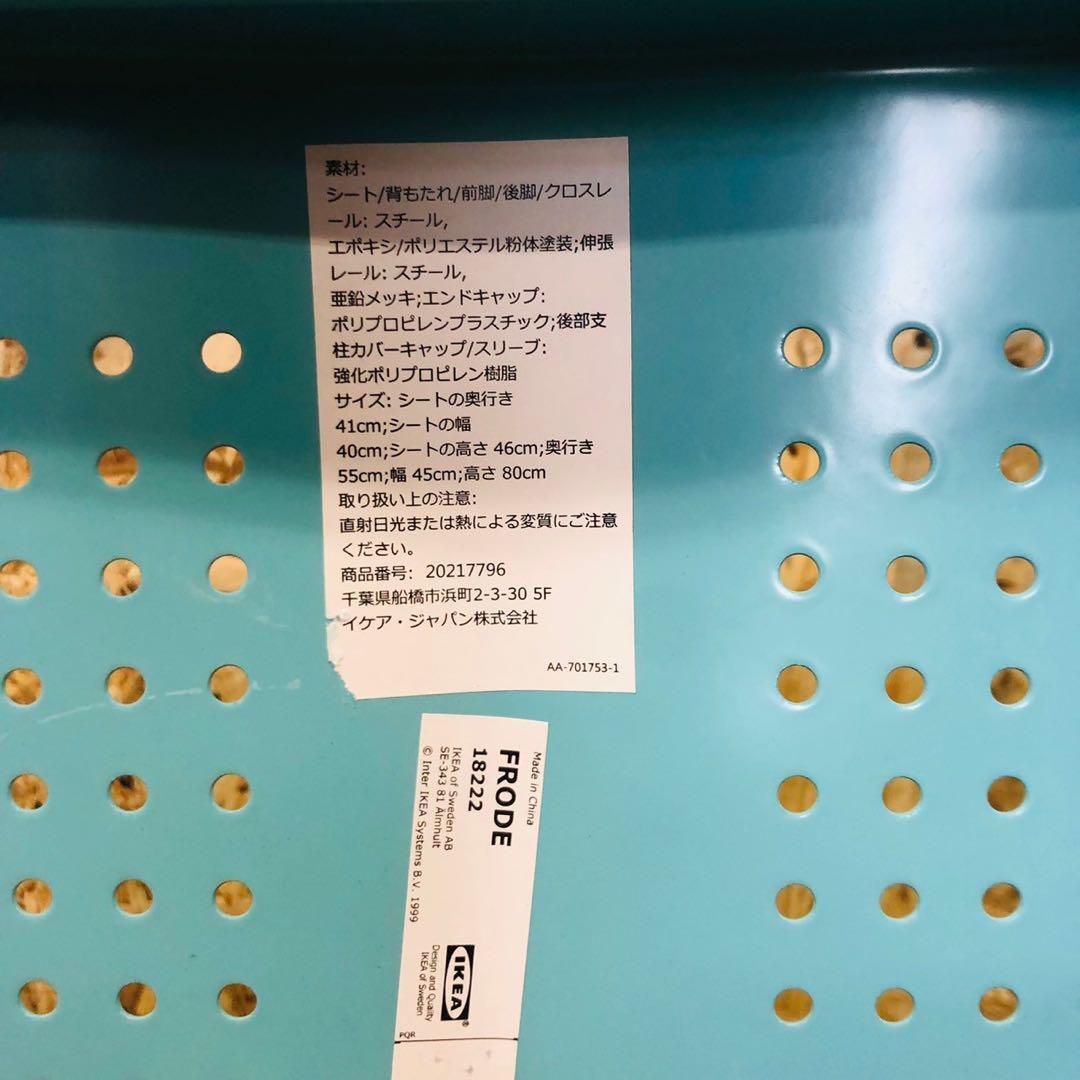 素材:
シート/背もたれ/前脚/後脚/クロスレ
ール: スチール,
エポキシ/ポリエステル粉体塗装;伸張
レール: スチール,
亜鉛メッキ;エンドキャップ:
ポリプロピレンプラスチック;後部支
柱カバーキャップ/スリーブ:
強化ポリプロピレン樹脂
サイズ: シートの奥行き
41cm;シートの幅
40cm;シートの高さ 46cm;奥行き
55cm;幅 45cm;高さ 80cm
取り扱い上の注意:
直射日光または熱による変質にご注意
ください。
商品番号: 20217796
千葉県船橋市浜町2-3-30 5F
イケア・ジャパン株式会社
AA-701753-1
Made in China
FRODE
18222
IKEA of Sweden AB
SE-343 81 Älmhult
© Inter IKEA Systems B.V. 1999
IKEA®
Design and Quality
IKEA of Sweden
PQR